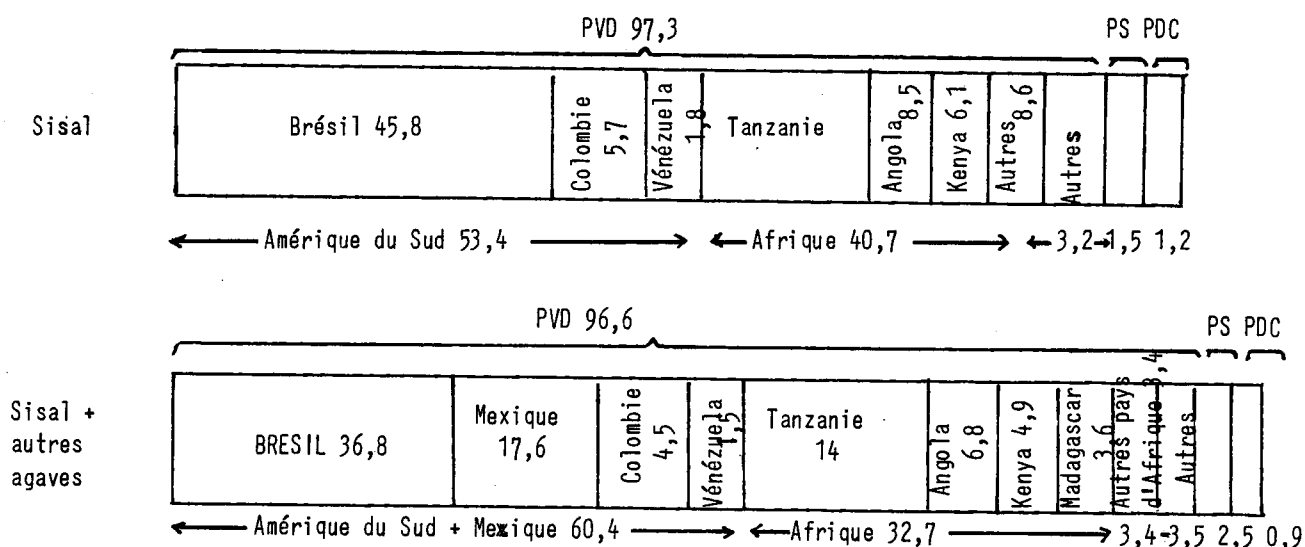 PVD 97,3
PS PDC
Sisal
Brésil 45,8
Colombie
5,7
Vénézuela
1,8
Tanzanie
Angola
8,5
Kenya 6,1
Autres
8,6
Autres
Amérique du Sud 53,4
Afrique 40,7
3,2
1,5
1,2
PVD 96,6
PS PDC
Sisal +
autres
agaves
BRESIL 36,8
Mexique
17,6
Colombie
4,5
Vénézuela
1,5
Tanzanie
14
Angola
6,8
Kenya 4,9
Madagascar
3,6
Autres pays
d'Afrique 3,4
Autres
Amérique du Sud + Mexique 60,4
Afrique 32,7
3,4
3,5
2,5
0,9